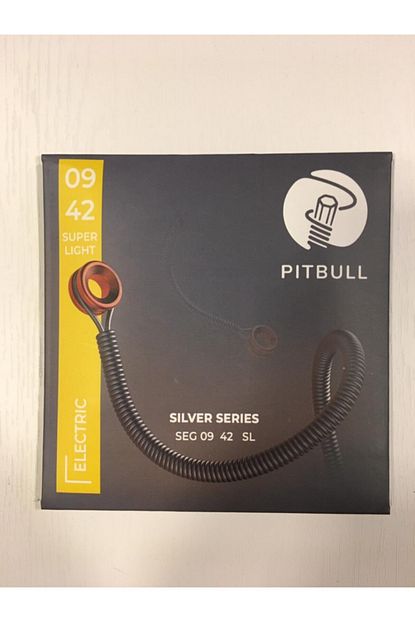 09
42
SUPER
LIGHT
PITBULL
SILVER SERIES
SEG 09 42 SL
ELECTRIC